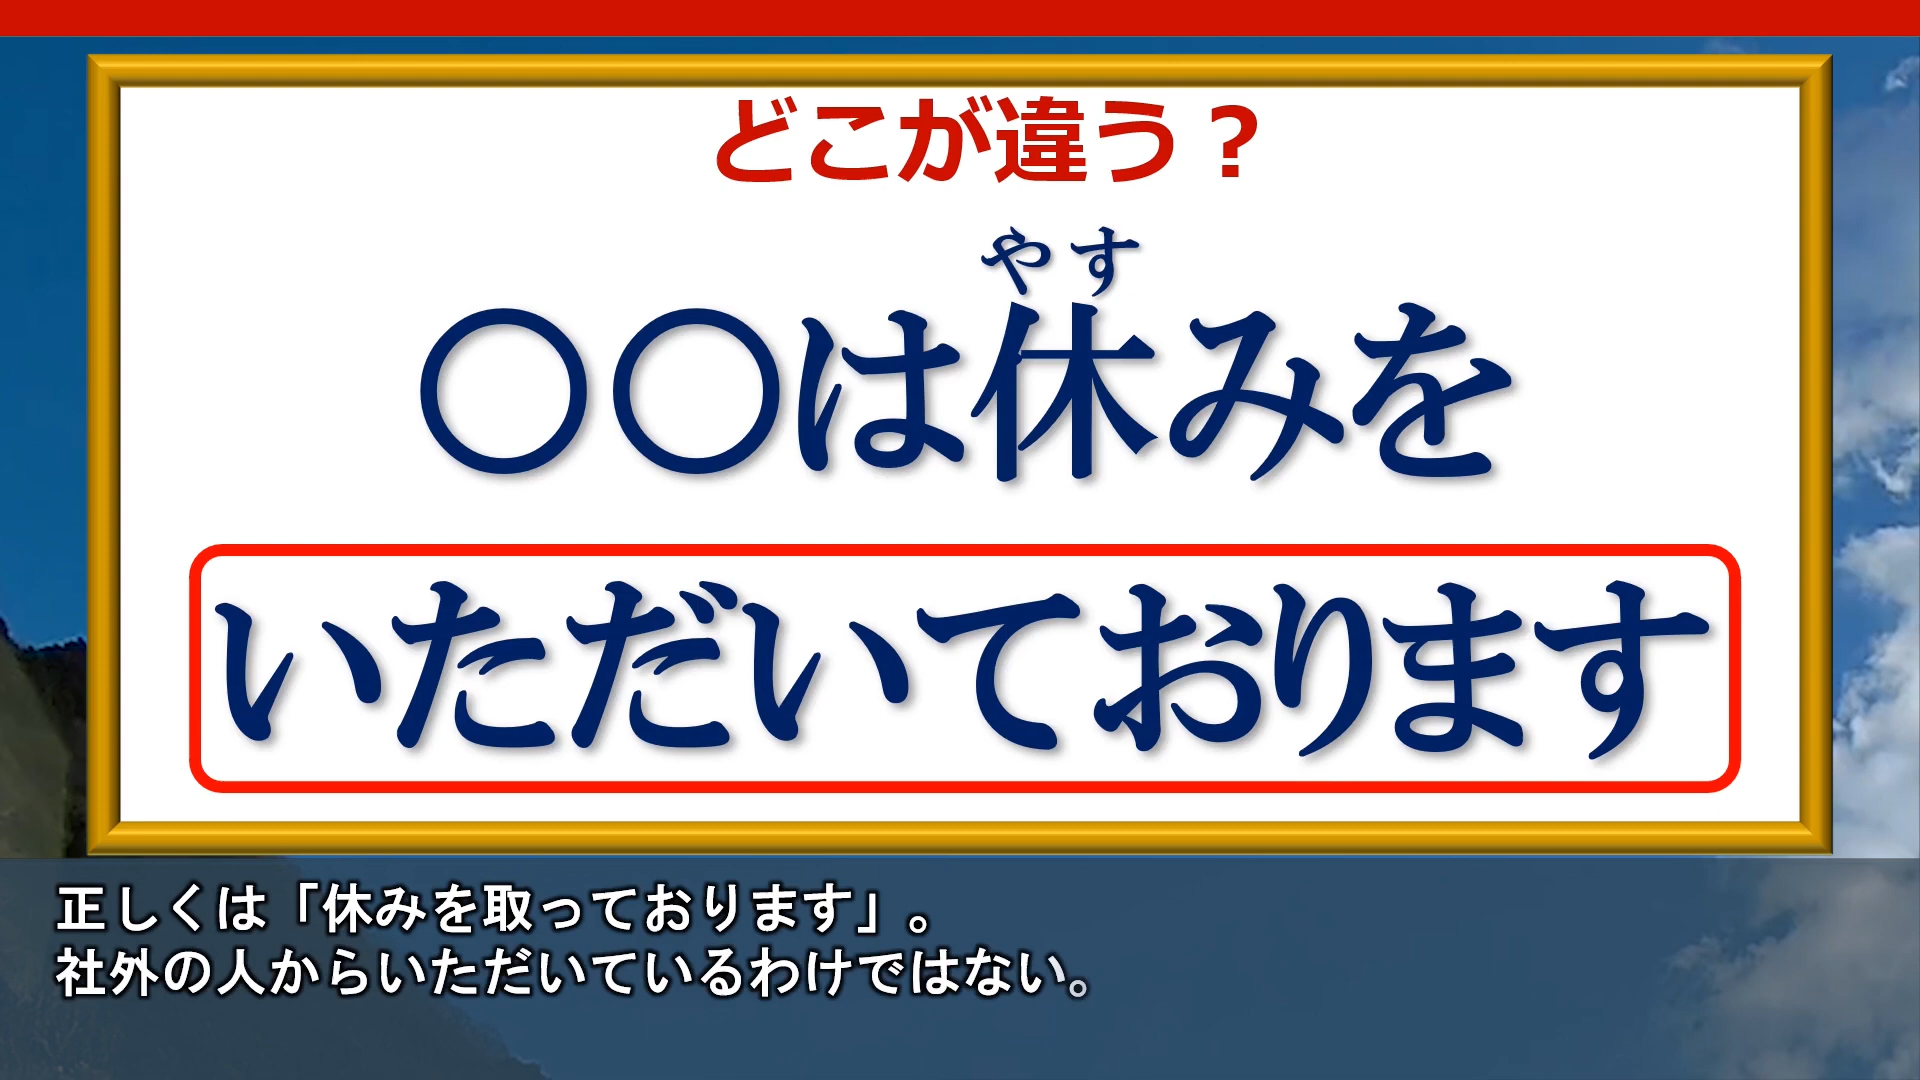 どこが違う？
やす
○○は休みを
いただいております
正しくは「休みを取っております」。
社外の人からいただいているわけではない。